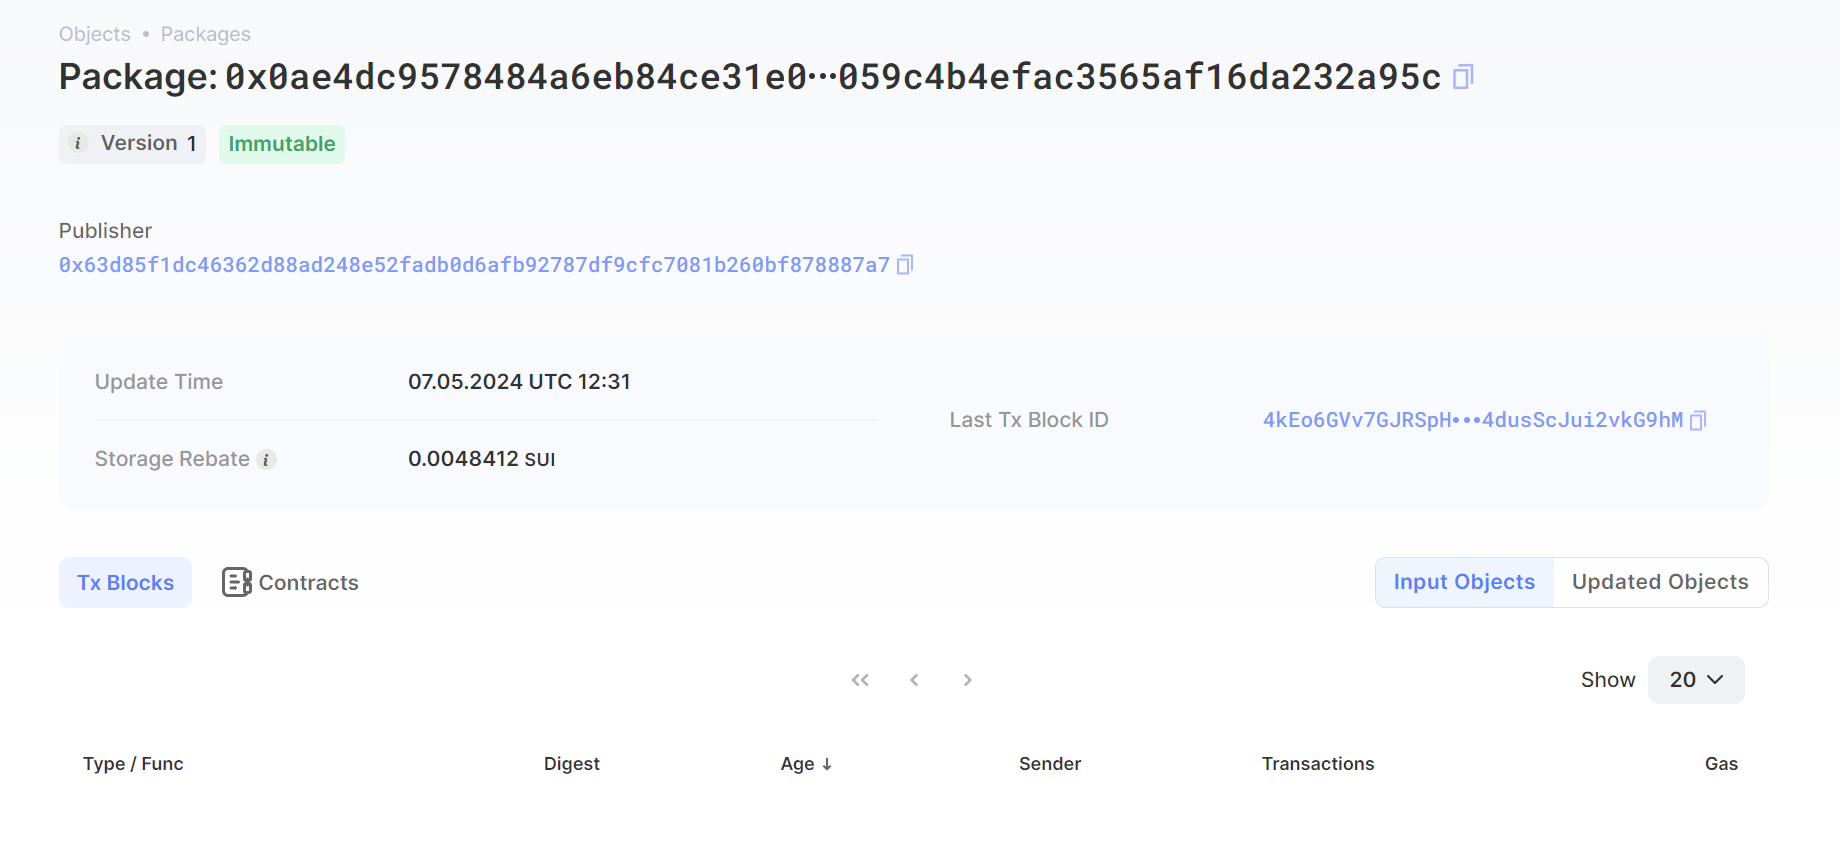 Objects • Packages
Package: 0x0ae4dc9578484a6eb84ce31e0···059c4b4efac3565af16da232a95c
i Version 1 Immutable
Publisher
0x63d85f1dc46362d88ad248e52fadb0d6afb92787df9cfc7081b260bf878887a7
Update Time 07.05.2024 UTC 12:31
Last Tx Block ID 4kEo6GVv7GJRSpH•••4dusScJui2vkG9hM
Storage Rebate i 0.0048412 SUI
Tx Blocks Contracts Input Objects Updated Objects
Show 20
Type / Func Digest Age ↓ Sender Transactions Gas